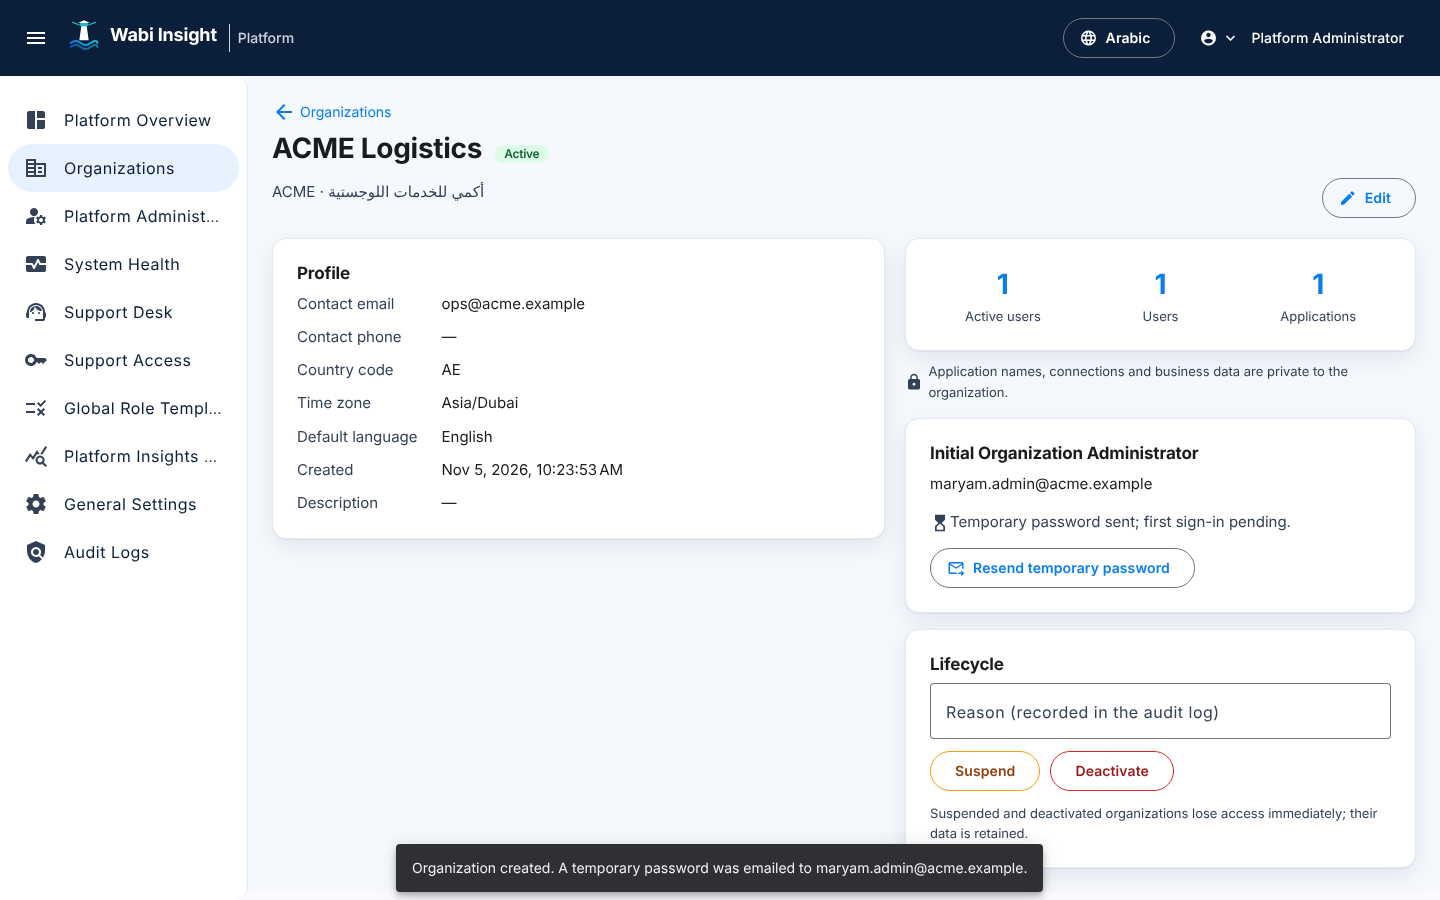 Wabi Insight
Platform
Arabic
Platform Administrator
Platform Overview
Organizations
Platform Administ...
System Health
Support Desk
Support Access
Global Role Templ...
Platform Insights ...
General Settings
Audit Logs
Organizations
ACME Logistics
Active
ACME · أكمي للخدمات اللوجستية
Edit
Profile
Contact email ops@acme.example
Contact phone —
Country code AE
Time zone Asia/Dubai
Default language English
Created Nov 5, 2026, 10:23:53 AM
Description —
1 1 1
Active users Users Applications
Application names, connections and business data are private to the
organization.
Initial Organization Administrator
maryam.admin@acme.example
Temporary password sent; first sign-in pending.
Resend temporary password
Lifecycle
Reason (recorded in the audit log)
Suspend Deactivate
Suspended and deactivated organizations lose access immediately; their
data is retained.
Organization created. A temporary password was emailed to maryam.admin@acme.example.